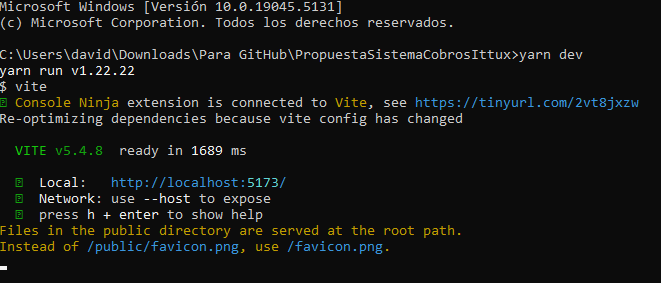 Microsoft Windows [Versión 10.0.19045.5131]
(c) Microsoft Corporation. Todos los derechos reservados.
C:\Users\david\Downloads\Para GitHub\PropuestaSistemaCobrosIttux>yarn dev
yarn run v1.22.22
$ vite
Console Ninja extension is connected to Vite, see https://tinyurl.com/2vt8jxzw
Re-optimizing dependencies because vite config has changed
VITE v5.4.8 ready in 1689 ms
Local: http://localhost:5173/
Network: use --host to expose
press h + enter to show help
Files in the public directory are served at the root path.
Instead of /public/favicon.png, use /favicon.png.